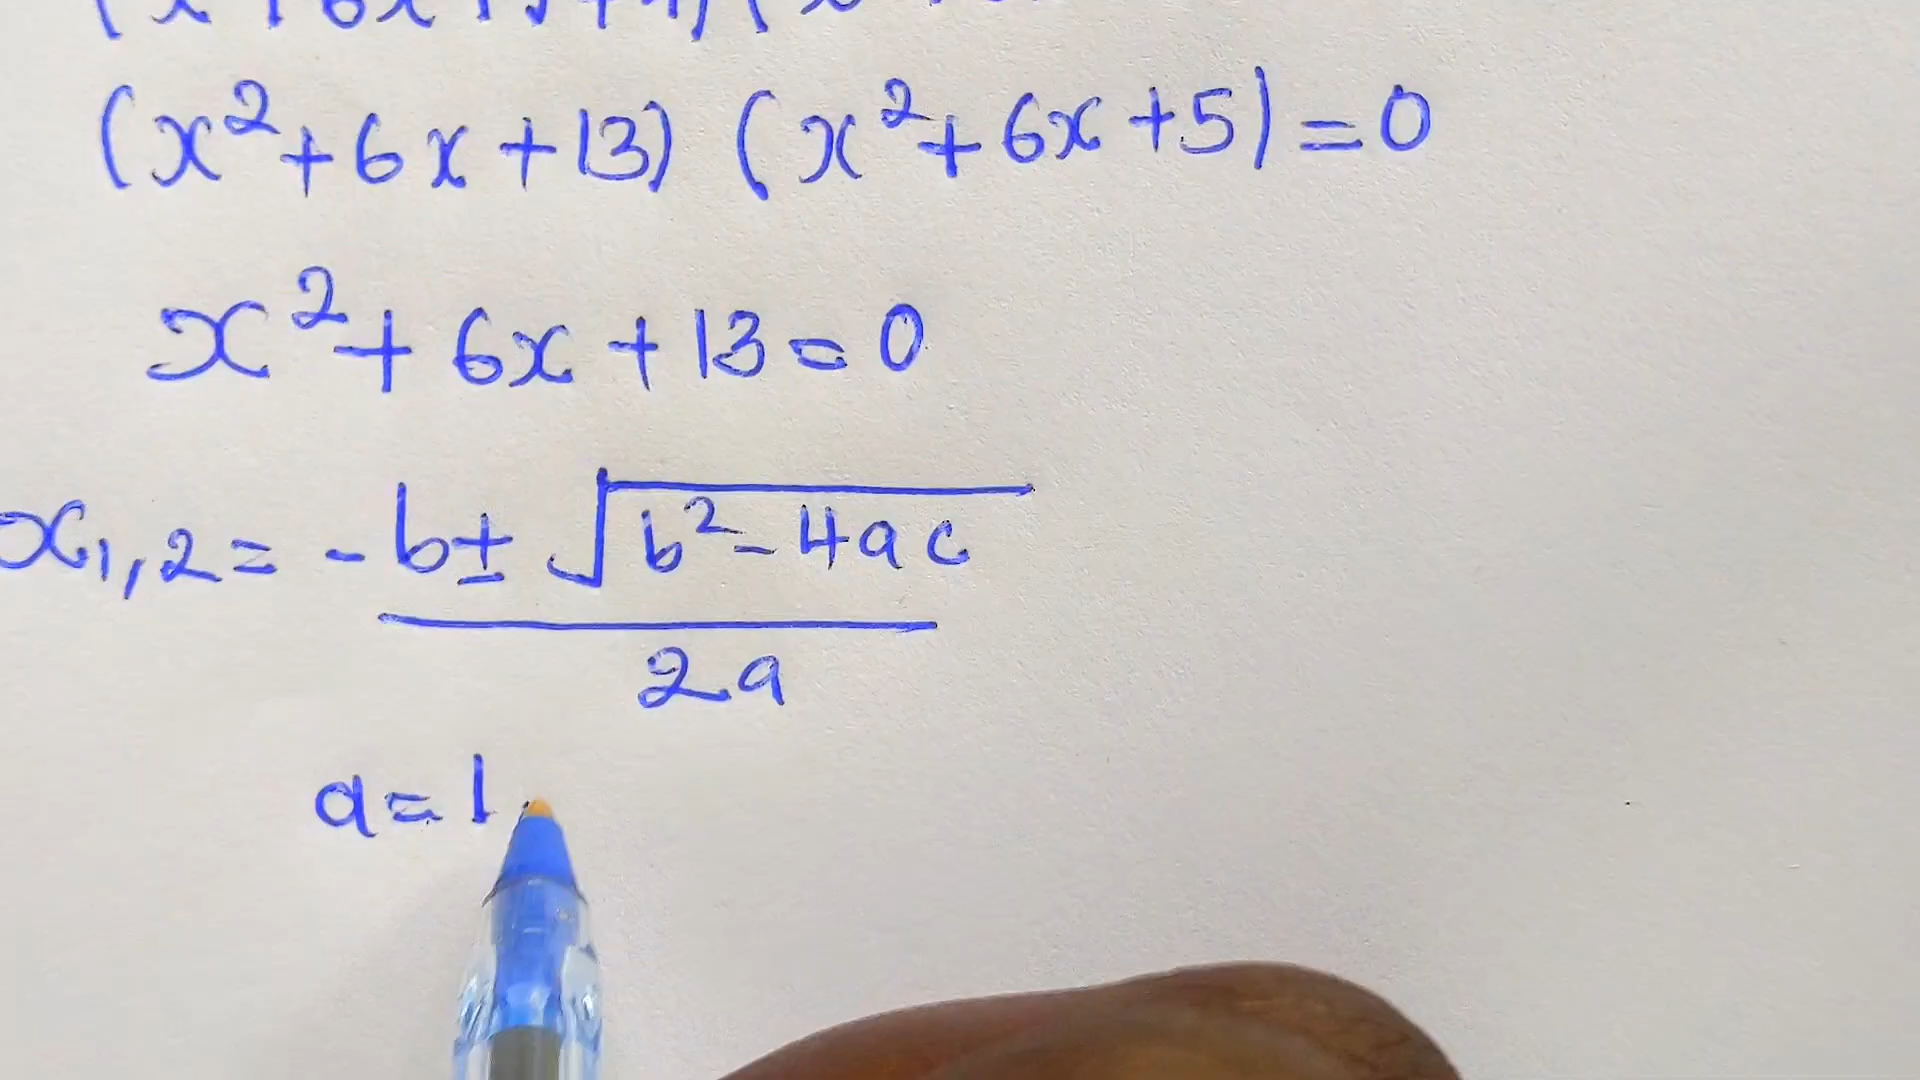 (x²+6x+13) (x²+6x+5)=0
x²+6x+13=0
x₁,₂= -b± √b²-4ac
2a
a=1